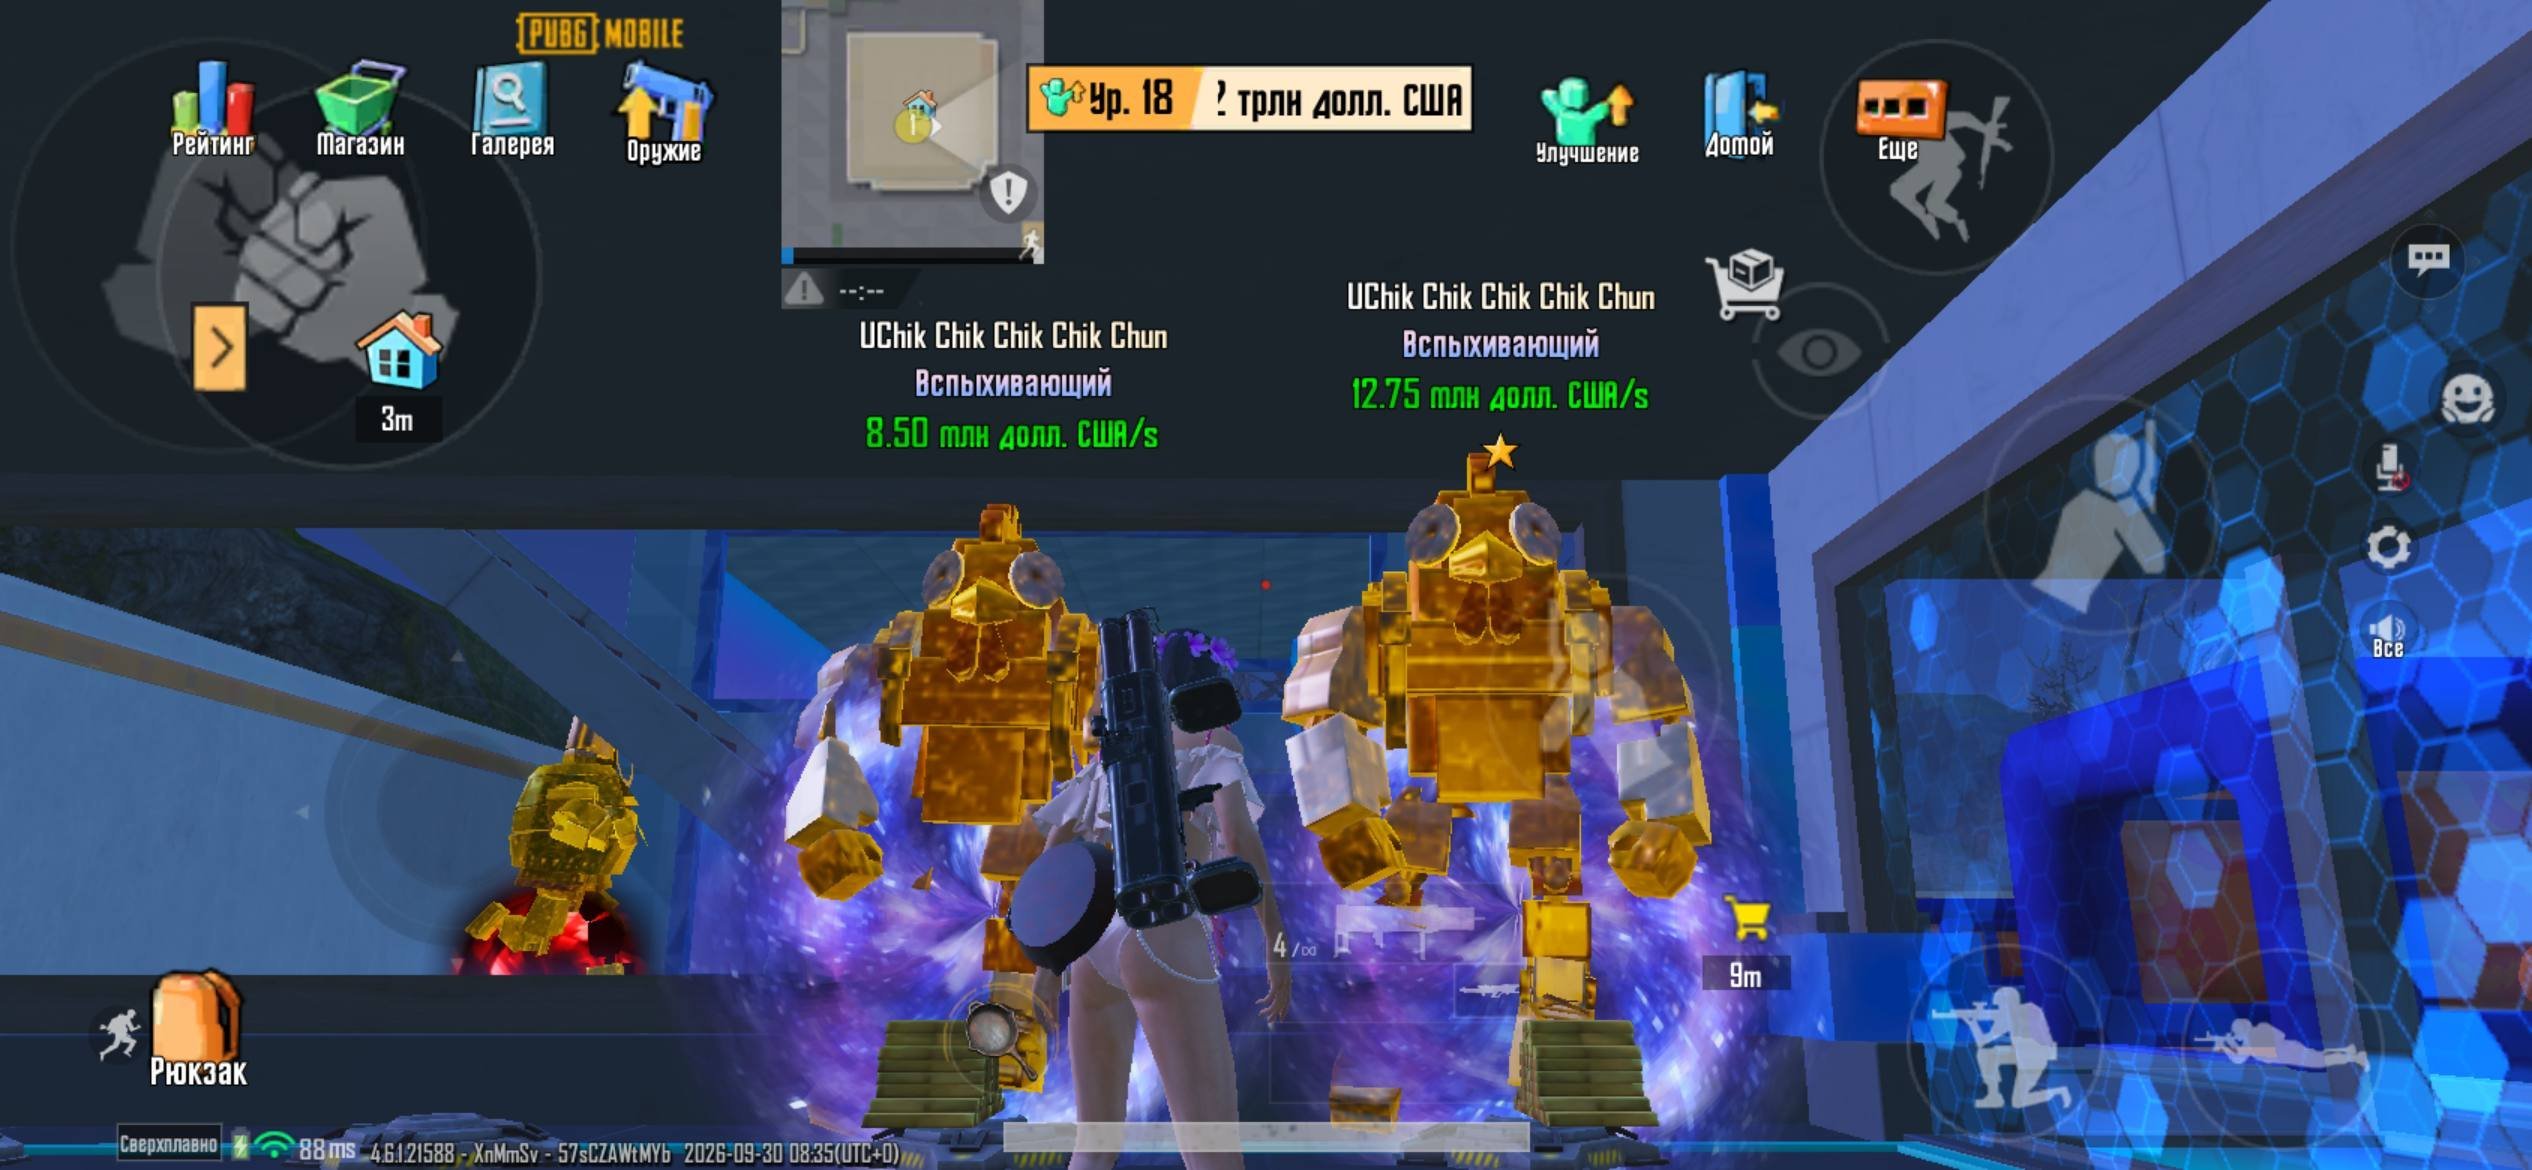 PUBG MOBILE
Рейтинг
Магазин
Галерея
Оружие
Ур. 18
2 трлн долл. США
Улучшение
Домой
Еще
--:--
UChik Chik Chik Chik Chun
Вспыхивающий
8.50 млн долл. США/s
UChik Chik Chik Chik Chun
Вспыхивающий
12.75 млн долл. США/s
3m
Все
4/∞
9m
Рюкзак
Сверхплавно
88 ms
4.6.1.21588 - XnMmSv - 57sCZAWtMYb 2026-09-30 08:35(UTC+0)